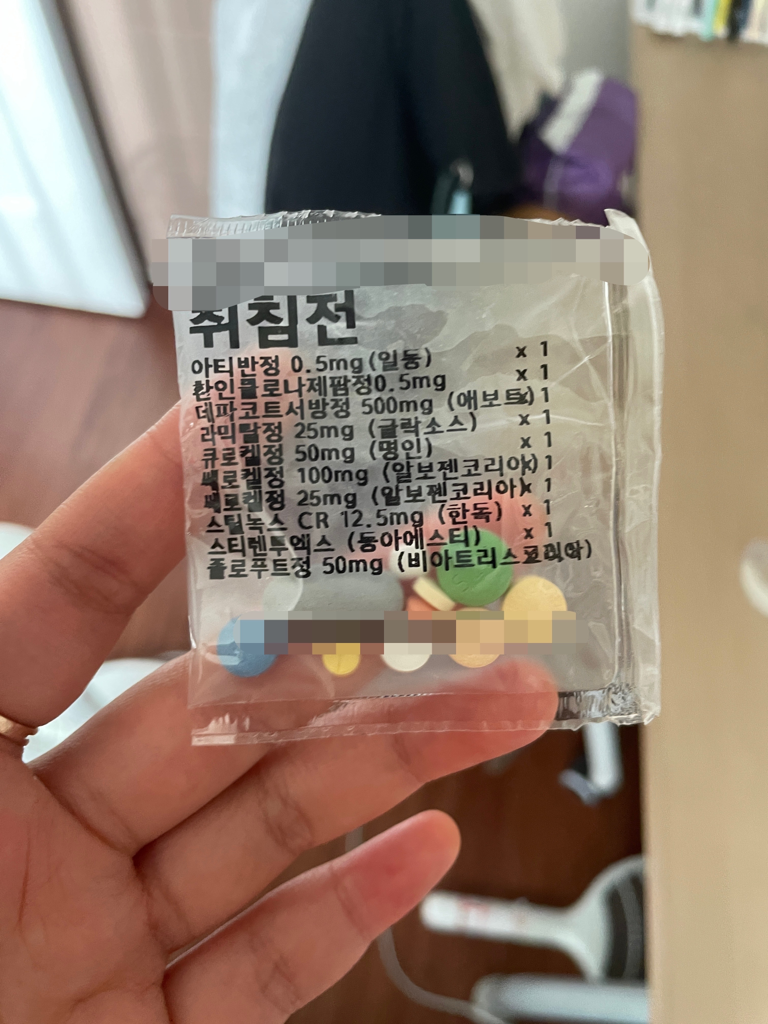 취침전
아티반정 0.5mg(일동) x 1
환인클로나제팜정0.5mg x 1
데파코트서방정 500mg (애보트) x 1
라믹탈정 25mg (글락소스) x 1
큐로켈정 50mg (명인) x 1
쎄로켈정 100mg (알보젠코리아) x 1
쎄로켈정 25mg (알보젠코리아) x 1
스틸녹스 CR 12.5mg (한독) x 1
스티렌투엑스 (동아에스티) x 1
졸로푸트정 50mg (비아트리스코리아)